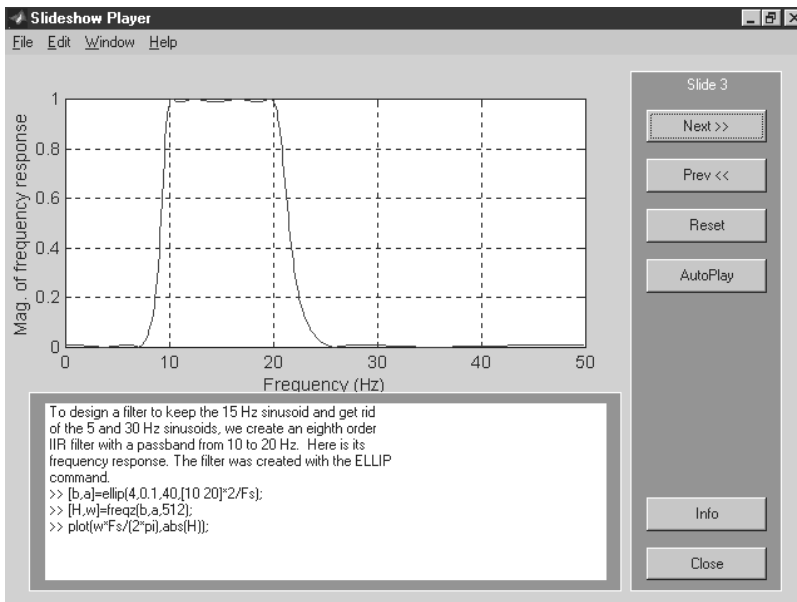 Slideshow Player
File Edit Window Help
Slide 3
Next >>
Prev <<
Reset
AutoPlay
Info
Close
Mag. of frequency response
1
0.8
0.6
0.4
0.2
0
0 10 20 30 40 50
Frequency (Hz)
To design a filter to keep the 15 Hz sinusoid and get rid
of the 5 and 30 Hz sinusoids, we create an eighth order
IIR filter with a passband from 10 to 20 Hz. Here is its
frequency response. The filter was created with the ELLIP
command.
>> [b,a]=ellip(4,0.1,40,[10 20]*2/Fs);
>> [H,w]=freqz(b,a,512);
>> plot(w*Fs/(2*pi),abs(H));